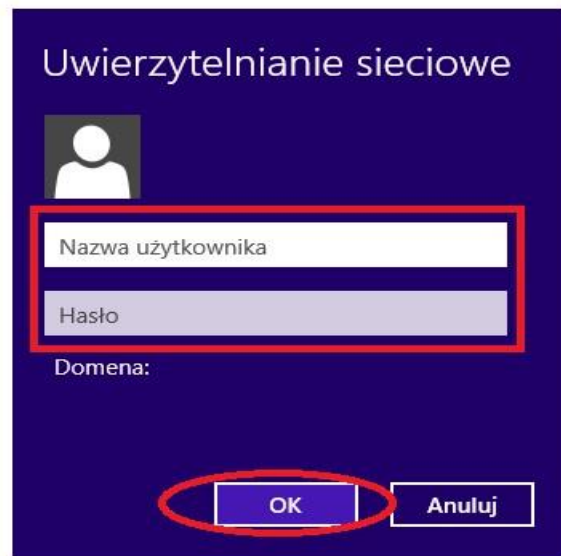 Uwierzytelnianie sieciowe
Nazwa użytkownika
Hasło
Domena:
OK
Anuluj